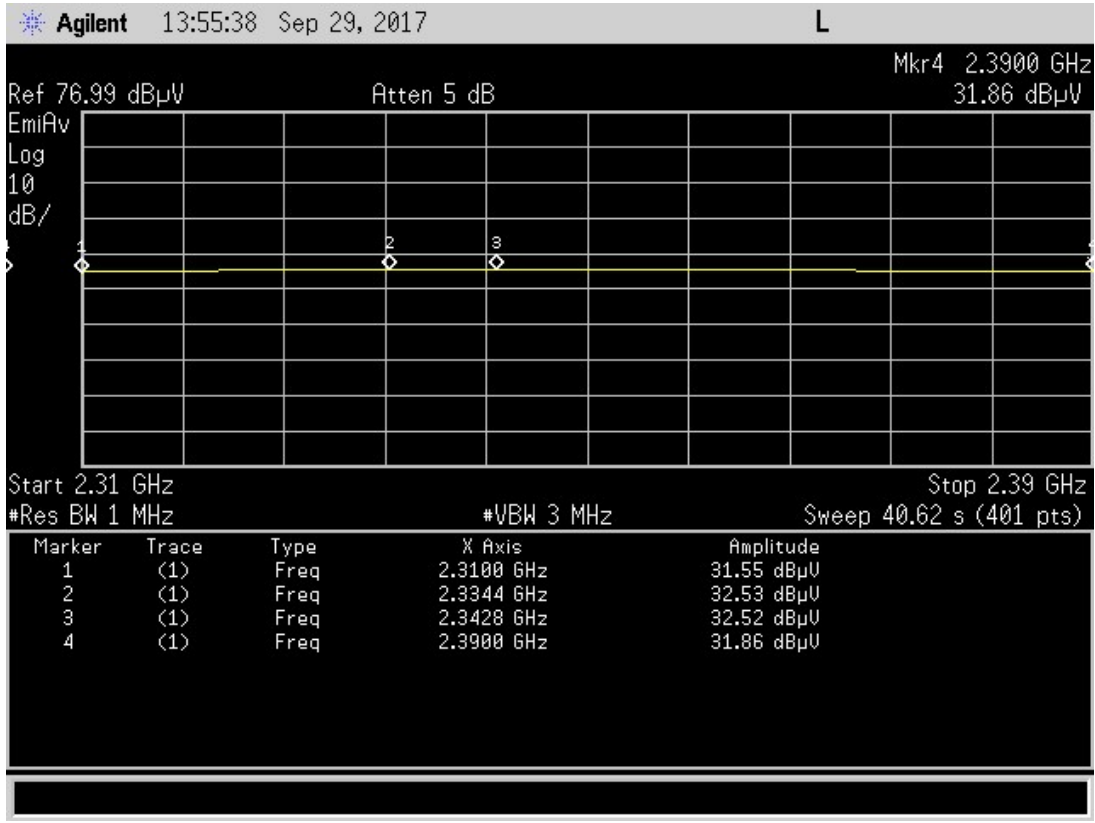 Agilent 13:55:38 Sep 29, 2017 L
Mkr4 2.3900 GHz
Ref 76.99 dBµV Atten 5 dB 31.86 dBµV
EmiAv
Log
10
dB/
1 2 3
Start 2.31 GHz Stop 2.39 GHz
#Res BW 1 MHz #VBW 3 MHz Sweep 40.62 s (401 pts)
Marker Trace Type X Axis Amplitude
1 (1) Freq 2.3100 GHz 31.55 dBµV
2 (1) Freq 2.3344 GHz 32.53 dBµV
3 (1) Freq 2.3428 GHz 32.52 dBµV
4 (1) Freq 2.3900 GHz 31.86 dBµV